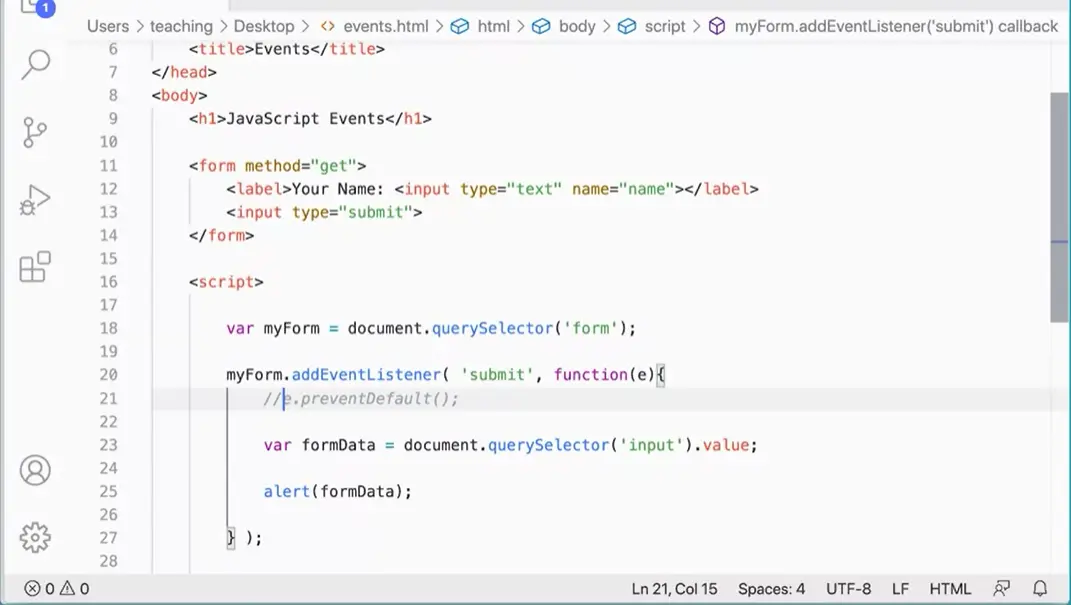 1
Users > teaching > Desktop > <> events.html > html > body > script > myForm.addEventListener('submit') callback
6 <title>Events</title>
7 </head>
8 <body>
9 <h1>JavaScript Events</h1>
10
11 <form method="get">
12 <label>Your Name: <input type="text" name="name"></label>
13 <input type="submit">
14 </form>
15
16 <script>
17
18 var myForm = document.querySelector('form');
19
20 myForm.addEventListener( 'submit', function(e){
21 //e.preventDefault();
22
23 var formData = document.querySelector('input').value;
24
25 alert(formData);
26
27 } );
28
0 0 Ln 21, Col 15 Spaces: 4 UTF-8 LF HTML